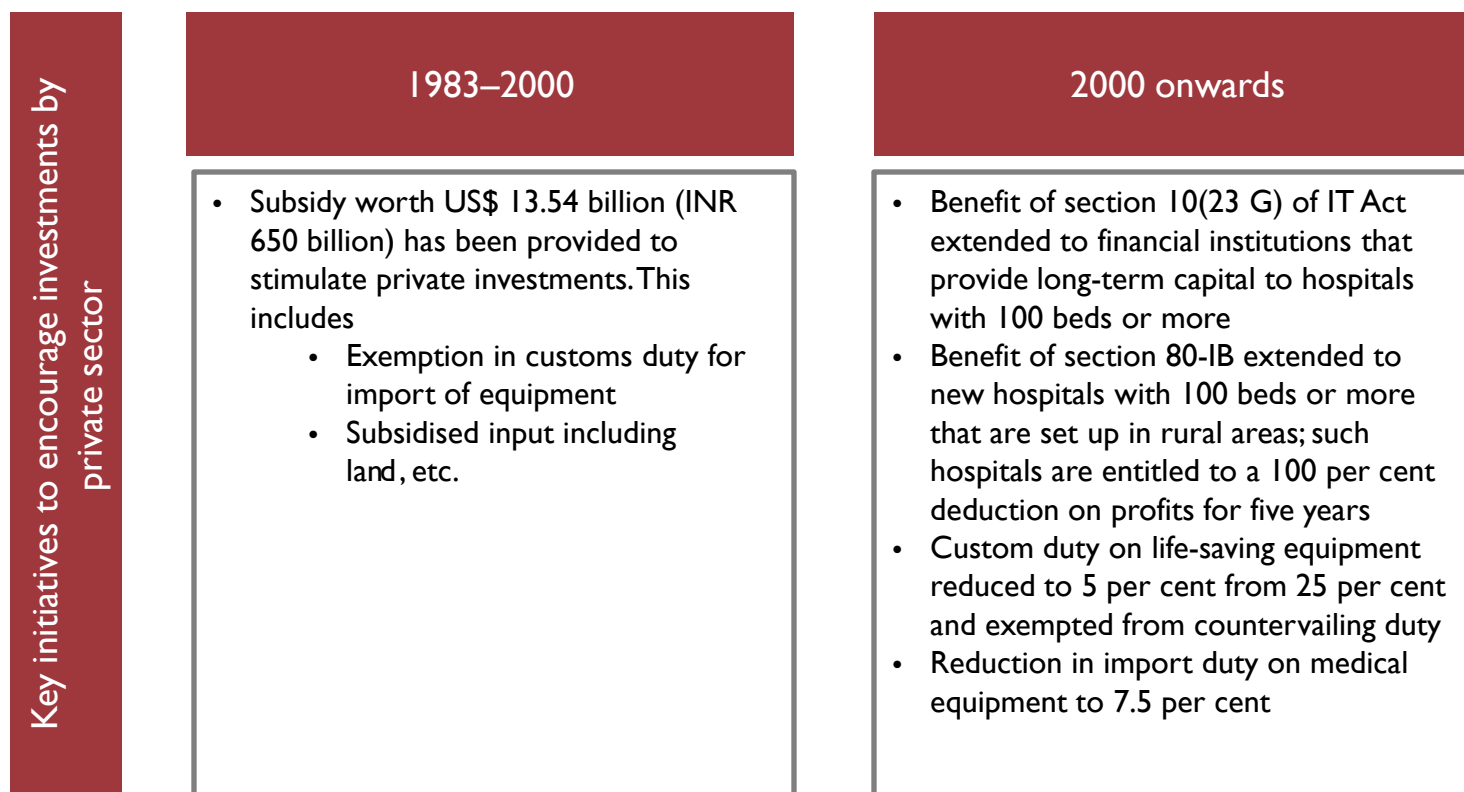 Key initiatives to encourage investments by
private sector
1983–2000
• Subsidy worth US$ 13.54 billion (INR
650 billion) has been provided to
stimulate private investments. This
includes
• Exemption in customs duty for
import of equipment
• Subsidised input including
land, etc.
2000 onwards
• Benefit of section 10(23 G) of IT Act
extended to financial institutions that
provide long-term capital to hospitals
with 100 beds or more
• Benefit of section 80-IB extended to
new hospitals with 100 beds or more
that are set up in rural areas; such
hospitals are entitled to a 100 per cent
deduction on profits for five years
• Custom duty on life-saving equipment
reduced to 5 per cent from 25 per cent
and exempted from countervailing duty
• Reduction in import duty on medical
equipment to 7.5 per cent